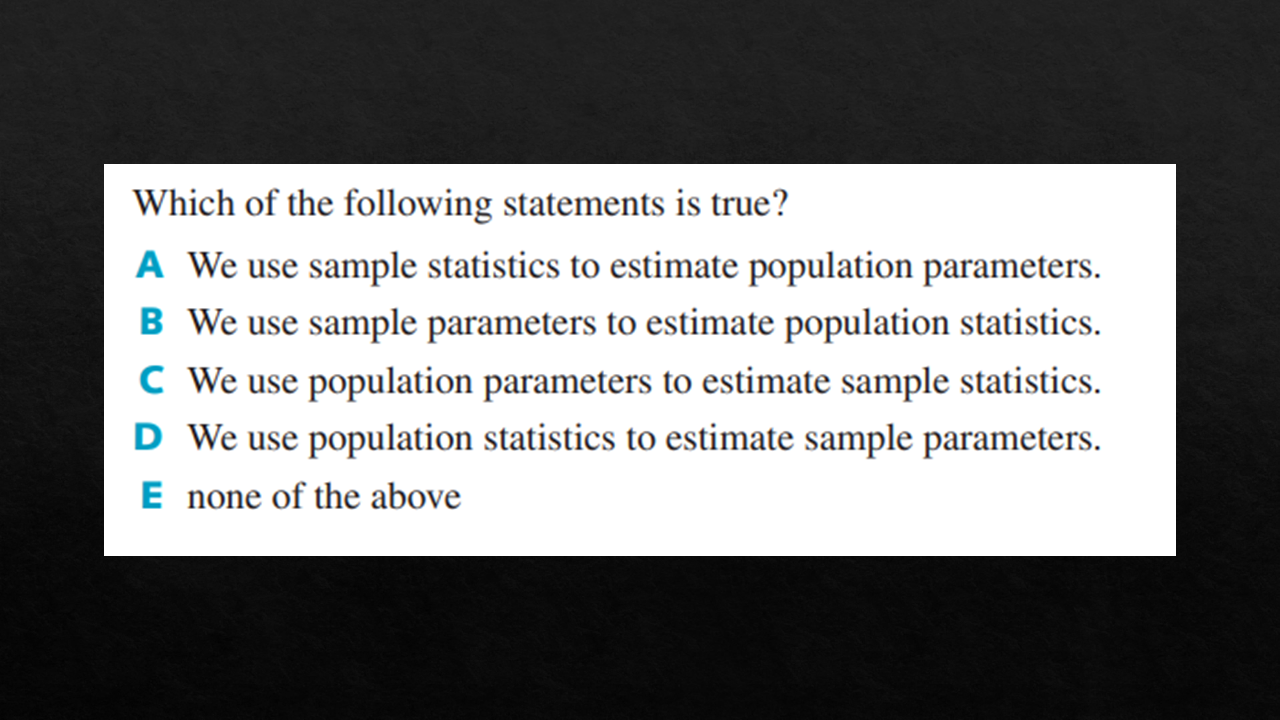 Which of the following statements is true?
A We use sample statistics to estimate population parameters.
B We use sample parameters to estimate population statistics.
C We use population parameters to estimate sample statistics.
D We use population statistics to estimate sample parameters.
E none of the above